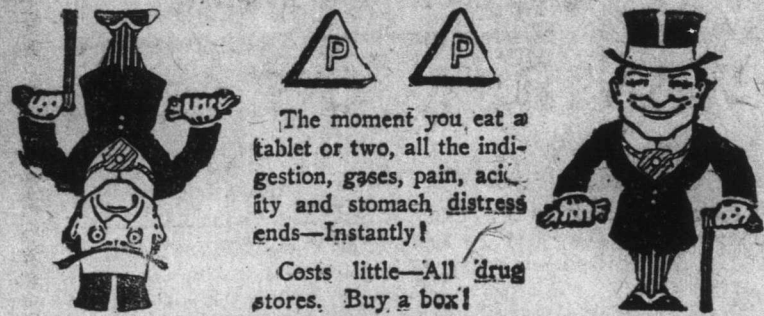 P P
The moment you eat a
tablet or two, all the indi-
gestion, gases, pain, acid-
ity and stomach distress
ends—Instantly!
Costs little—All drug
stores. Buy a box!